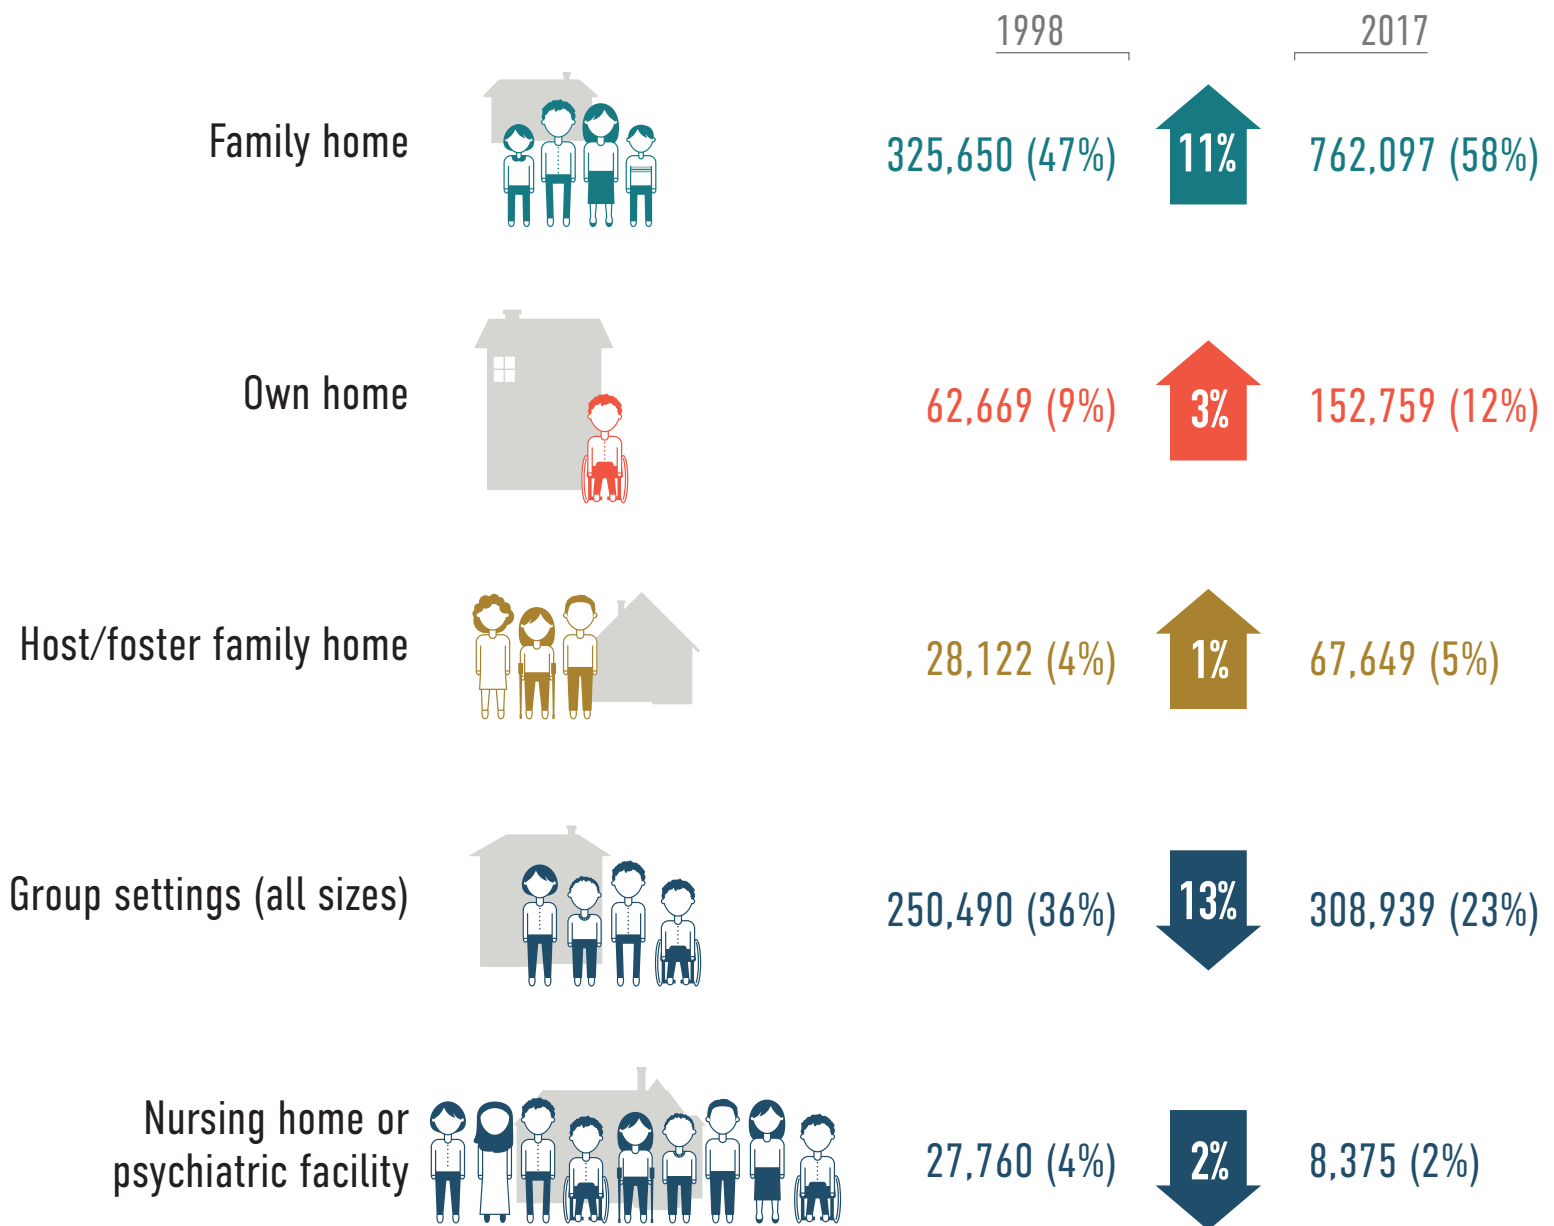 1998 2017
Family home 325,650 (47%) 11% 762,097 (58%)
Own home 62,669 (9%) 3% 152,759 (12%)
Host/foster family home 28,122 (4%) 1% 67,649 (5%)
Group settings (all sizes) 250,490 (36%) 13% 308,939 (23%)
Nursing home or
psychiatric facility 27,760 (4%) 2% 8,375 (2%)